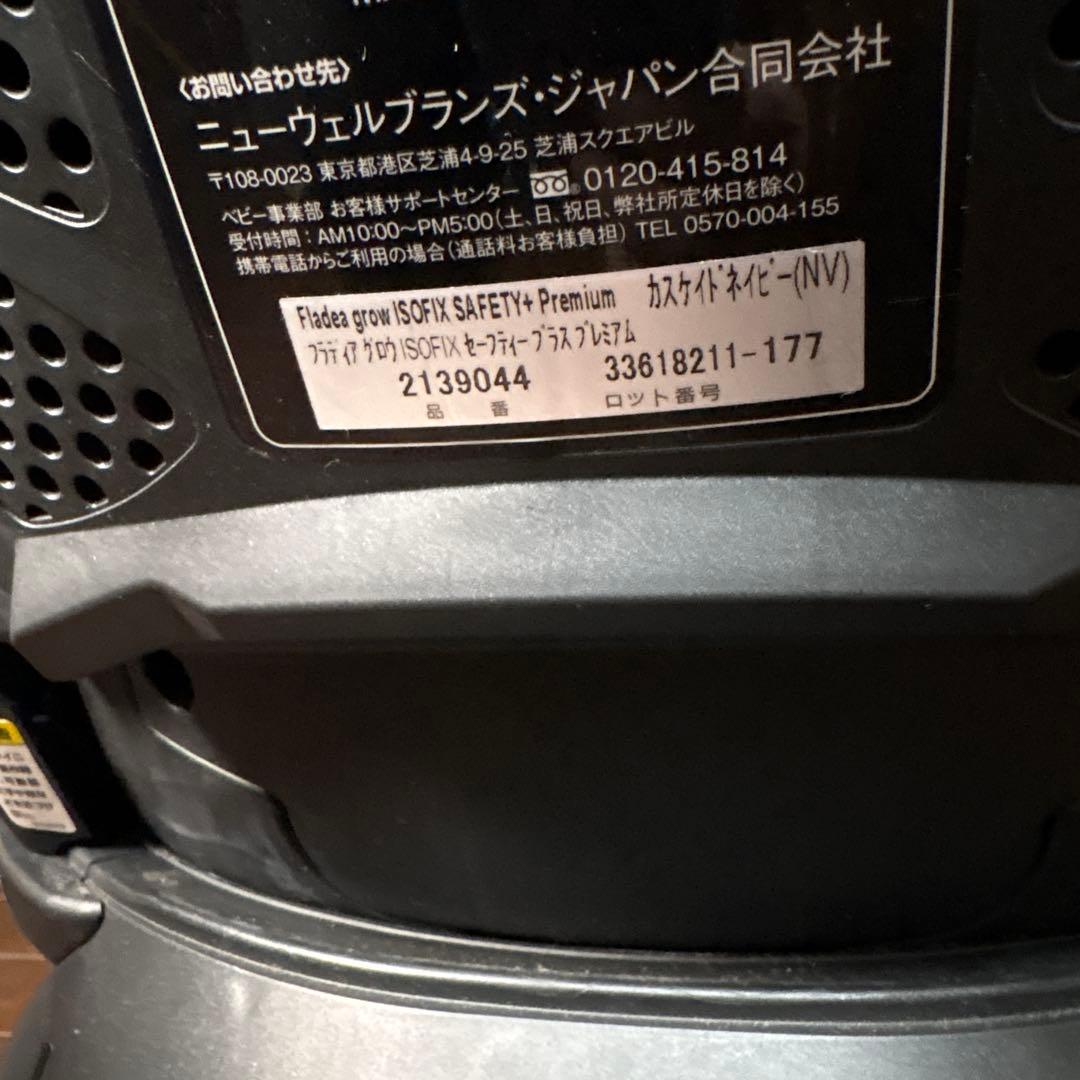 〈お問い合わせ先〉
ニューウェルブランズ・ジャパン合同会社
〒108-0023 東京都港区芝浦4-9-25 芝浦スクエアビル
ベビー事業部 お客様サポートセンター 0120-415-814
受付時間：AM10:00〜PM5:00(土、日、祝日、弊社所定休日を除く)
携帯電話からご利用の場合(通話料お客様負担) TEL 0570-004-155
Fladea grow ISOFIX SAFETY+ Premium カスケイドネイビー(NV)
フラディア グロウ ISOFIX セーフティープラス プレミアム
2139044 33618211-177
品番 ロット番号